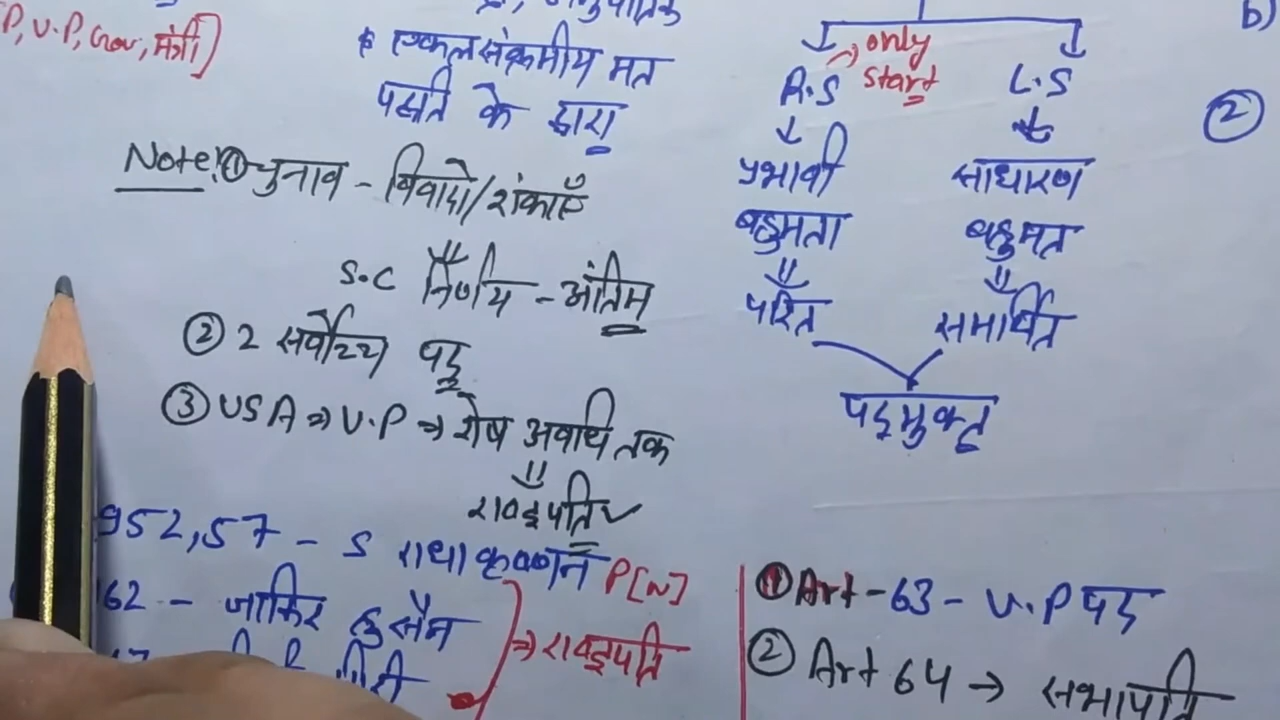 P, V.P, Gov, मंत्री]
एकल संक्रमीय मत
पद्धति के द्वारा
Note: ① चुनाव - विवादो/शंकाएँ
S.C निर्णय - अंतिम
② 2 सर्वोच्च पद
③ USA ⇒ V.P ⇒ शेष अवधि तक
राष्ट्रपति
952, 57 - S राधाकृष्णन P[N]
62 - जाकिर हुसैन
⇒ राष्ट्रपति
b)
only
start
R.S
L.S
②
प्रभावी
साधारण
बहुमता
बहुमत
परित
समर्थित
पदमुक्त
① Art - 63 - V.P पद
② Art 64 → सभापति